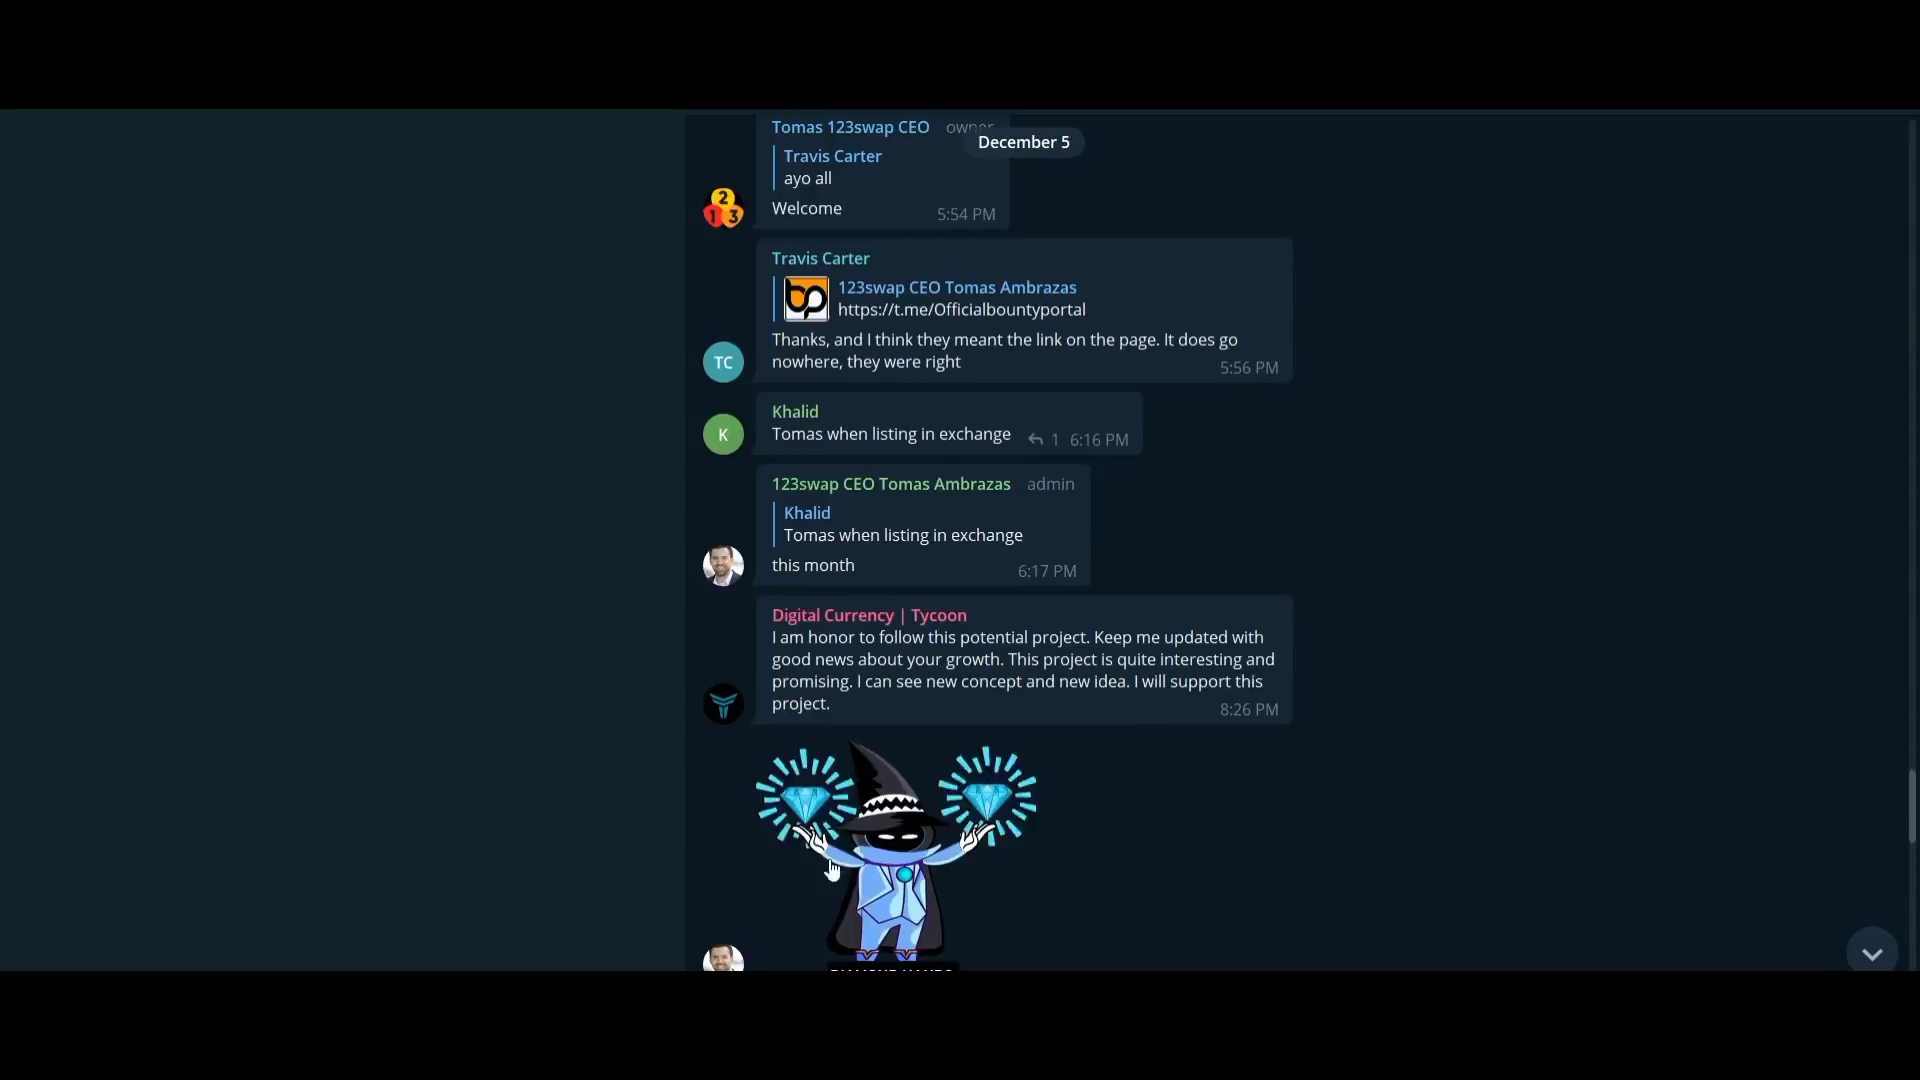 Tomas 123swap CEO owner
December 5
Travis Carter
ayo all
Welcome
5:54 PM
2
1 3
Travis Carter
123swap CEO Tomas Ambrazas
https://t.me/Officialbountyportal
Thanks, and I think they meant the link on the page. It does go
nowhere, they were right
5:56 PM
TC
Khalid
Tomas when listing in exchange
1 6:16 PM
K
123swap CEO Tomas Ambrazas admin
Khalid
Tomas when listing in exchange
this month
6:17 PM
Digital Currency | Tycoon
I am honor to follow this potential project. Keep me updated with
good news about your growth. This project is quite interesting and
promising. I can see new concept and new idea. I will support this
project.
8:26 PM